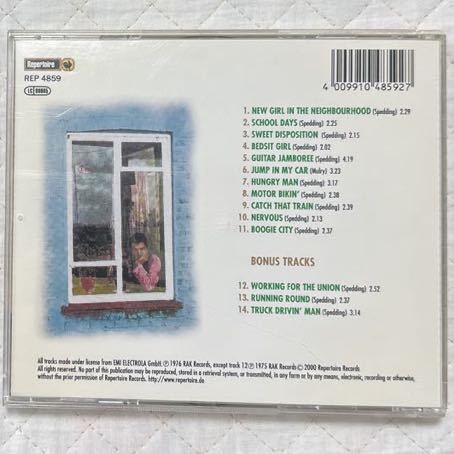 Repertoire
REP 4859
LC
4 009910 485927
1. NEW GIRL IN THE NEIGHBOURHOOD (Spedding) 2.29
2. SCHOOL DAYS (Spedding) 2.25
3. SWEET DISPOSITION (Spedding) 2.15
4. BEDSIT GIRL (Spedding) 2.02
5. GUITAR JAMBOREE (Spedding) 4.19
6. JUMP IN MY CAR (Mulry) 3.23
7. HUNGRY MAN (Spedding) 3.17
8. MOTOR BIKIN' (Spedding) 2.38
9. CATCH THAT TRAIN (Spedding) 2.39
10. NERVOUS (Spedding) 2.13
11. BOOGIE CITY (Spedding) 2.37
BONUS TRACKS
12. WORKING FOR THE UNION (Spedding) 2.52
13. RUNNING ROUND (Spedding) 2.37
14. TRUCK DRIVIN' MAN (Spedding) 3.14
All tracks made under license from EMI ELECTROLA GmbH. ℗ 1976 RAK Records, except track 12 ℗ 1975 RAK Records © 2000 Repertoire Records
All rights reserved. No part of this publication may be reproduced, stored in a retrieval system, or transmitted, in any form or by any means, electronic, recording or otherwise,
without the prior permission of Repertoire Records. http://www.repertoire.de